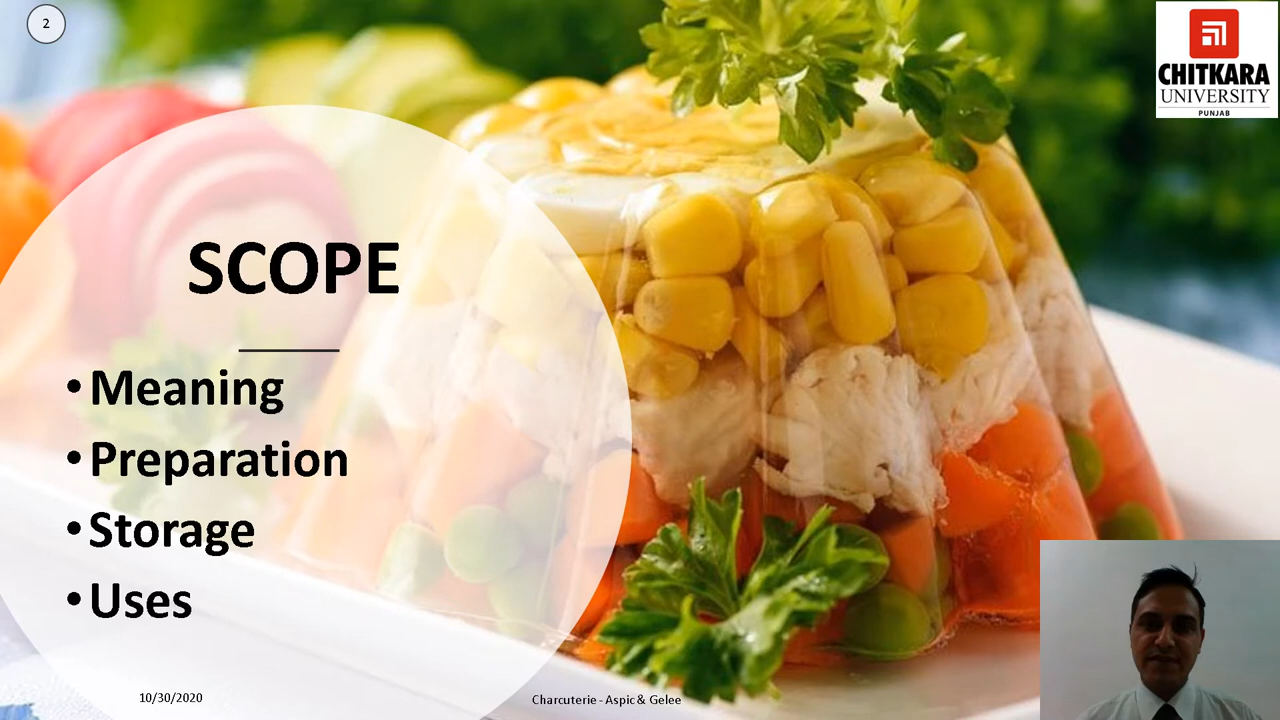 2
CHITKARA
UNIVERSITY
PUNJAB
SCOPE
• Meaning
• Preparation
• Storage
• Uses
10/30/2020
Charcuterie - Aspic & Gelee